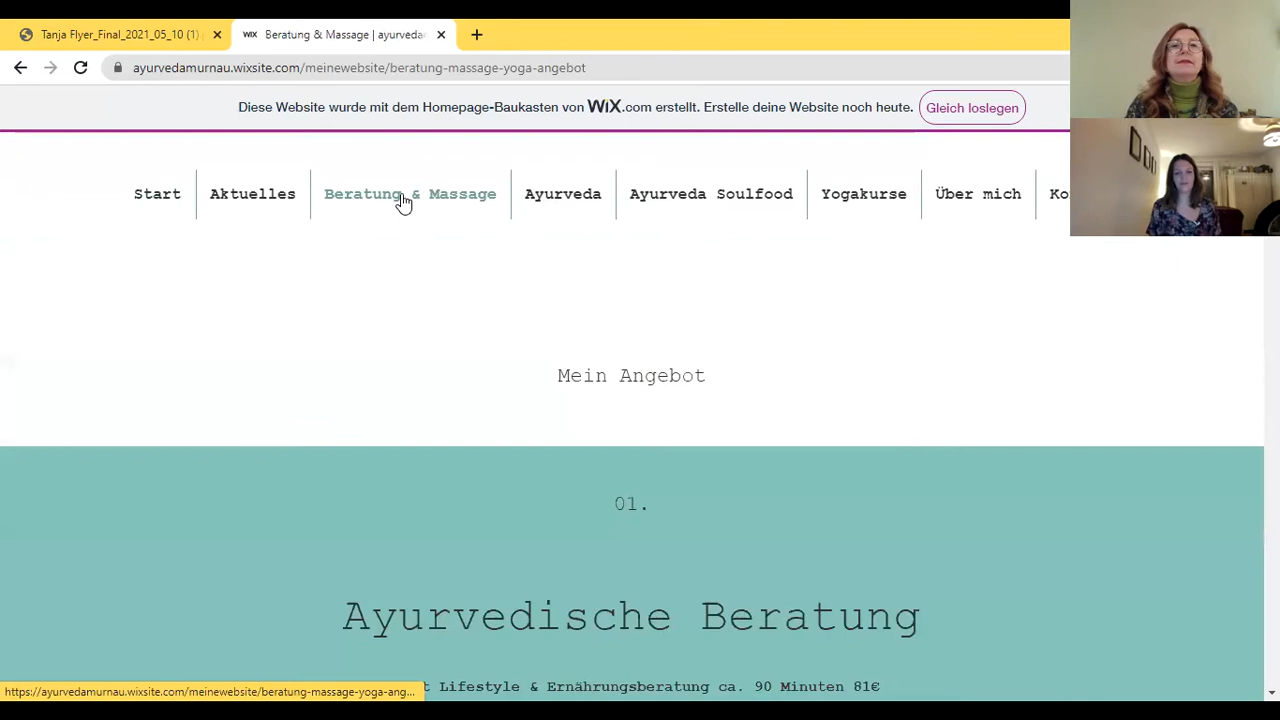 Tanja Flyer_Final_2021_05_10 (1)
WIX Beratung & Massage | ayurveda
ayurvedamurnau.wixsite.com/meinewebsite/beratung-massage-yoga-angebot
Diese Website wurde mit dem Homepage-Baukasten von WiX.com erstellt. Erstelle deine Website noch heute. Gleich loslegen
Start Aktuelles Beratung & Massage Ayurveda Ayurveda Soulfood Yogakurse Über mich
Mein Angebot
01.
Ayurvedische Beratung
Lifestyle & Ernährungsberatung ca. 90 Minuten 81€
https://ayurvedamurnau.wixsite.com/meinewebsite/beratung-massage-yoga-ang...